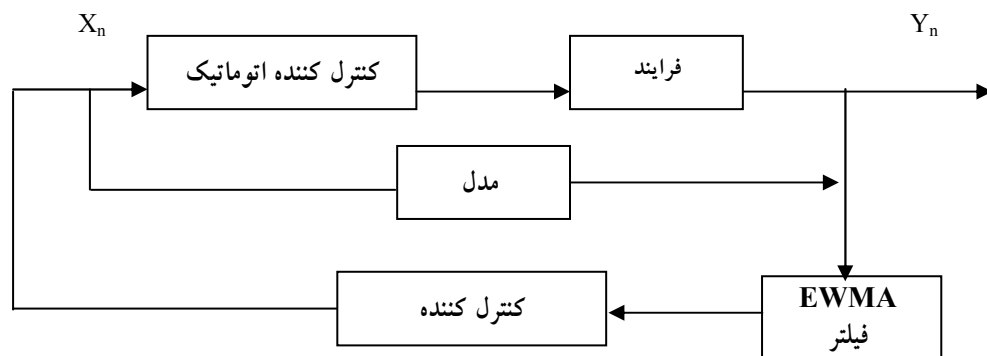 Xn
Yn
کنترل کننده اتوماتیک
فرایند
مدل
کنترل کننده
EWMA
فیلتر